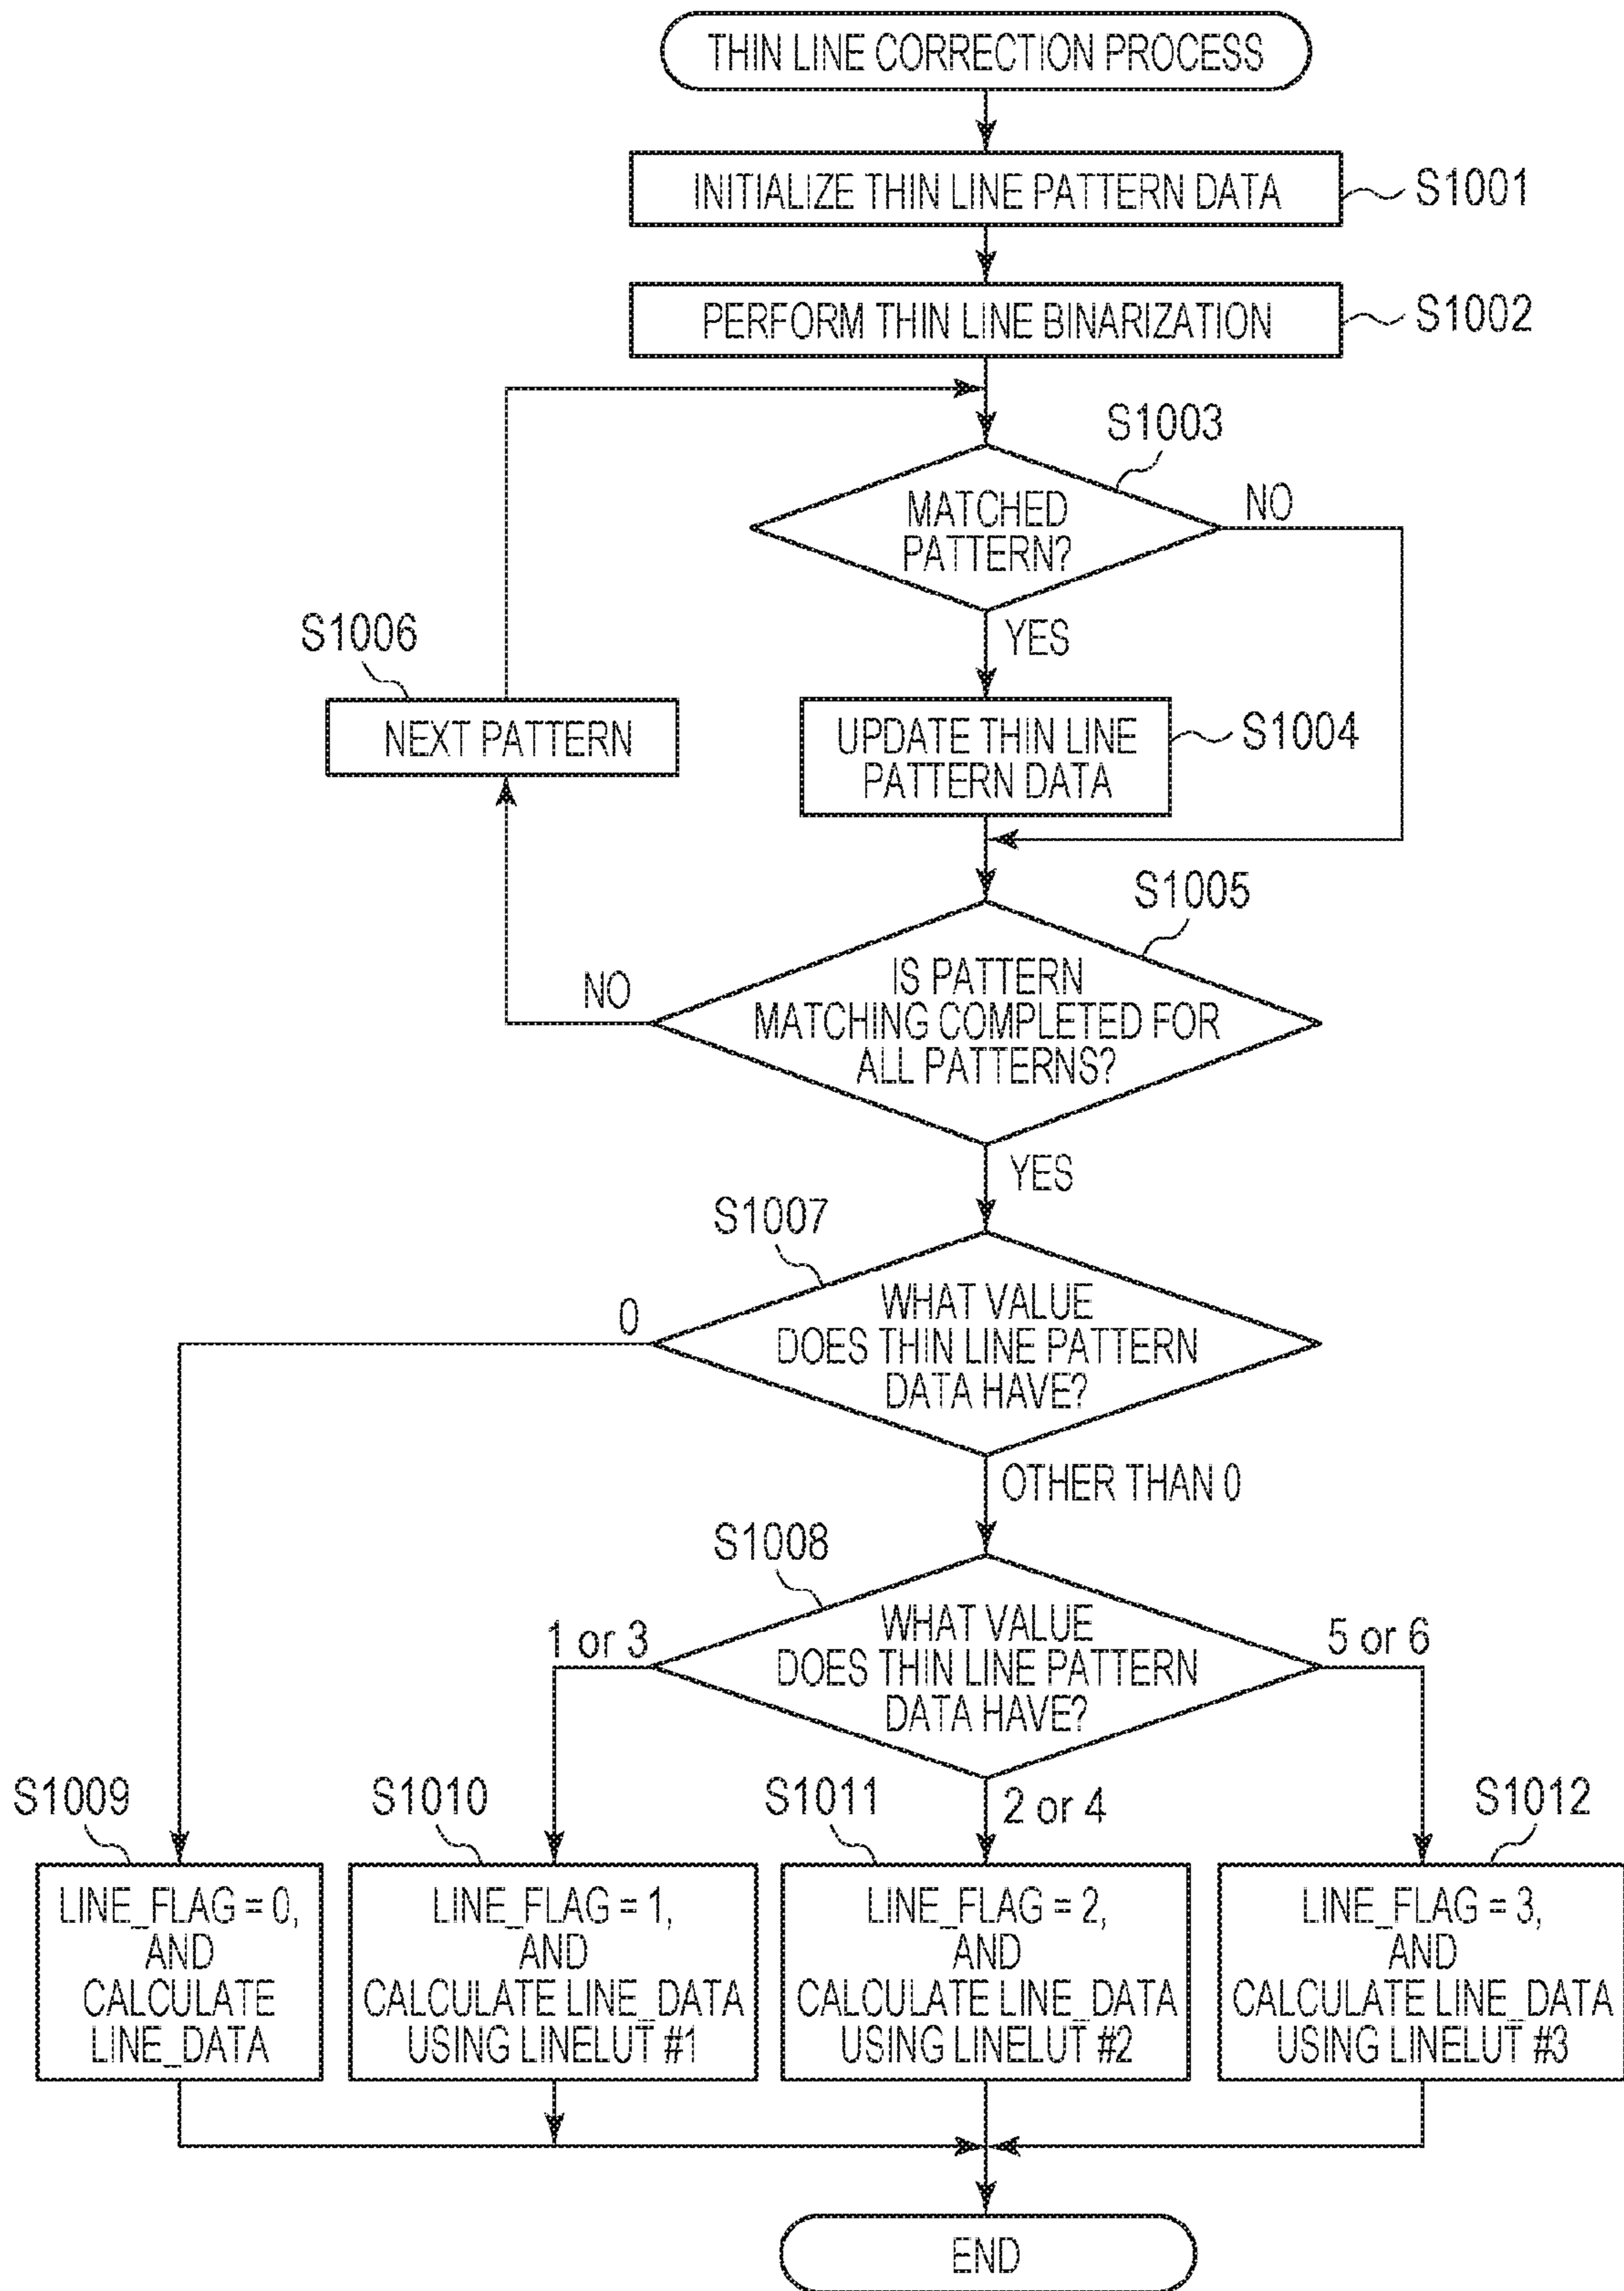 THIN LINE CORRECTION PROCESS
INITIALIZE THIN LINE PATTERN DATA
S1001
PERFORM THIN LINE BINARIZATION
S1002
S1003
MATCHED
PATTERN?
NO
YES
S1006
NEXT PATTERN
UPDATE THIN LINE
PATTERN DATA
S1004
S1005
IS PATTERN
MATCHING COMPLETED FOR
ALL PATTERNS?
NO
YES
S1007
WHAT VALUE
DOES THIN LINE PATTERN
DATA HAVE?
0
OTHER THAN 0
S1008
WHAT VALUE
DOES THIN LINE PATTERN
DATA HAVE?
1 or 3
5 or 6
2 or 4
S1009
LINE_FLAG = 0,
AND
CALCULATE
LINE_DATA
S1010
LINE_FLAG = 1,
AND
CALCULATE LINE_DATA
USING LINELUT #1
S1011
LINE_FLAG = 2,
AND
CALCULATE LINE_DATA
USING LINELUT #2
S1012
LINE_FLAG = 3,
AND
CALCULATE LINE_DATA
USING LINELUT #3
END